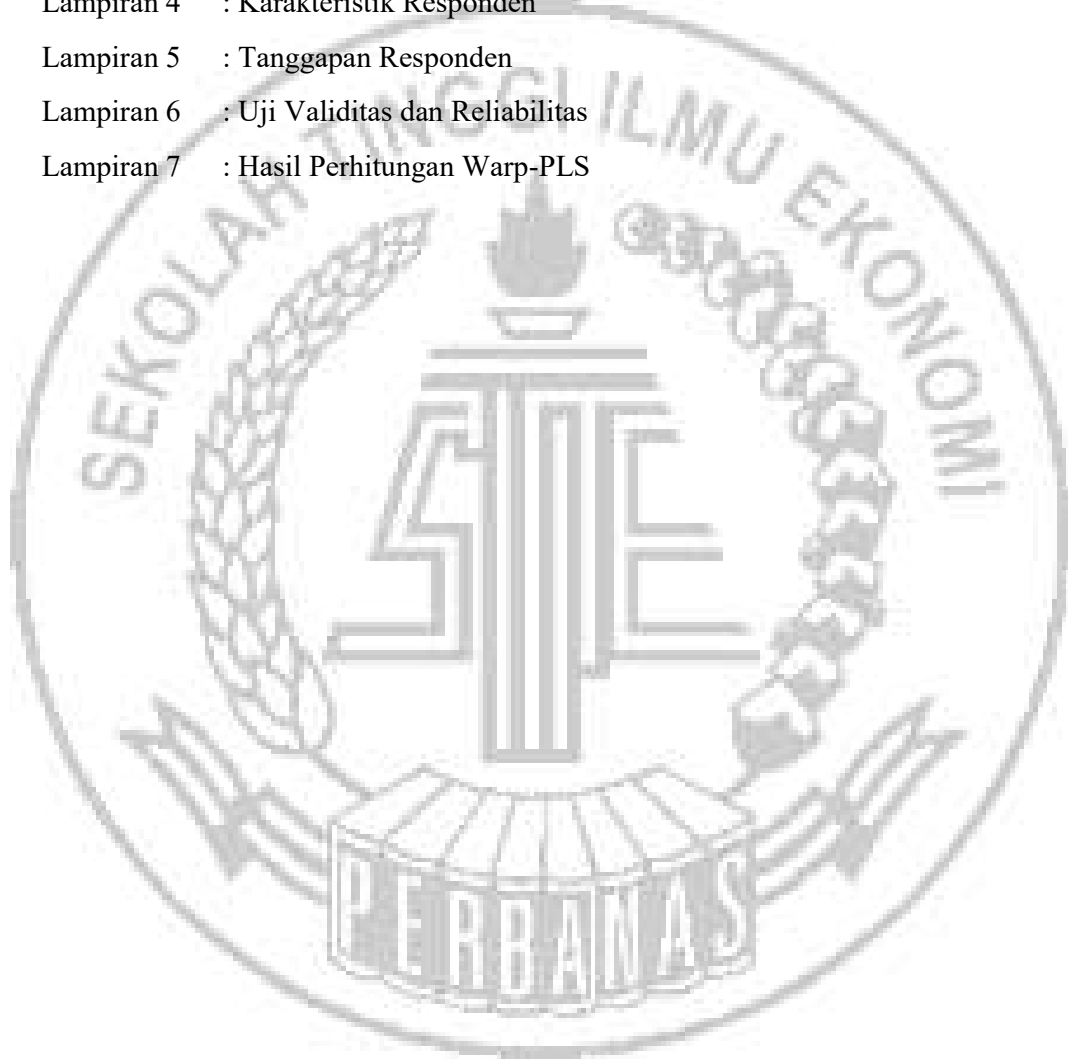 Lampiran 4 : Karakteristik Responden
Lampiran 5 : Tanggapan Responden
Lampiran 6 : Uji Validitas dan Reliabilitas
Lampiran 7 : Hasil Perhitungan Warp-PLS
SEKOLAH TINGGI ILMU EKONOMI
STIE
PERBANAS